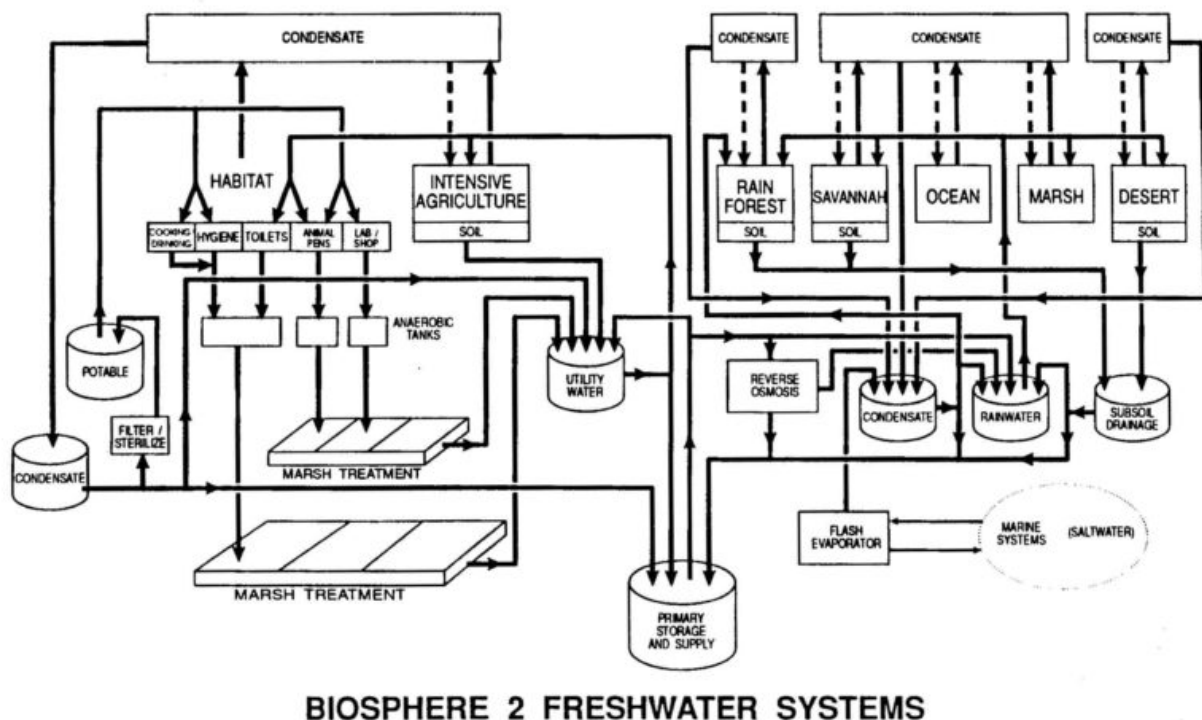 CONDENSATE
CONDENSATE
CONDENSATE
CONDENSATE
HABITAT
INTENSIVE
AGRICULTURE
SOIL
RAIN
FOREST
SOIL
SAVANNAH
SOIL
OCEAN
MARSH
DESERT
SOIL
COOKING/
DRINKING
HYGIENE
TOILETS
ANIMAL
PENS
LAB /
SHOP
ANAEROBIC
TANKS
POTABLE
UTILITY
WATER
REVERSE
OSMOSIS
CONDENSATE
RAINWATER
SUBSOIL
DRAINAGE
FILTER /
STERILIZE
CONDENSATE
MARSH TREATMENT
FLASH
EVAPORATOR
MARINE
SYSTEMS
(SALTWATER)
MARSH TREATMENT
PRIMARY
STORAGE
AND SUPPLY
BIOSPHERE 2 FRESHWATER SYSTEMS